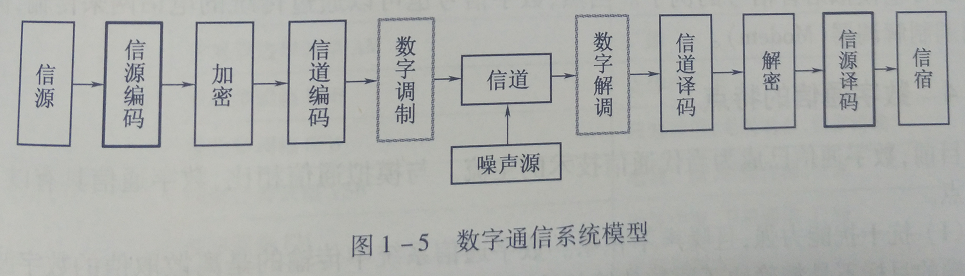 信源
信源编码
加密
信道编码
数字调制
信道
数字解调
信道译码
解密
信源译码
信宿
噪声源
图1-5 数字通信系统模型